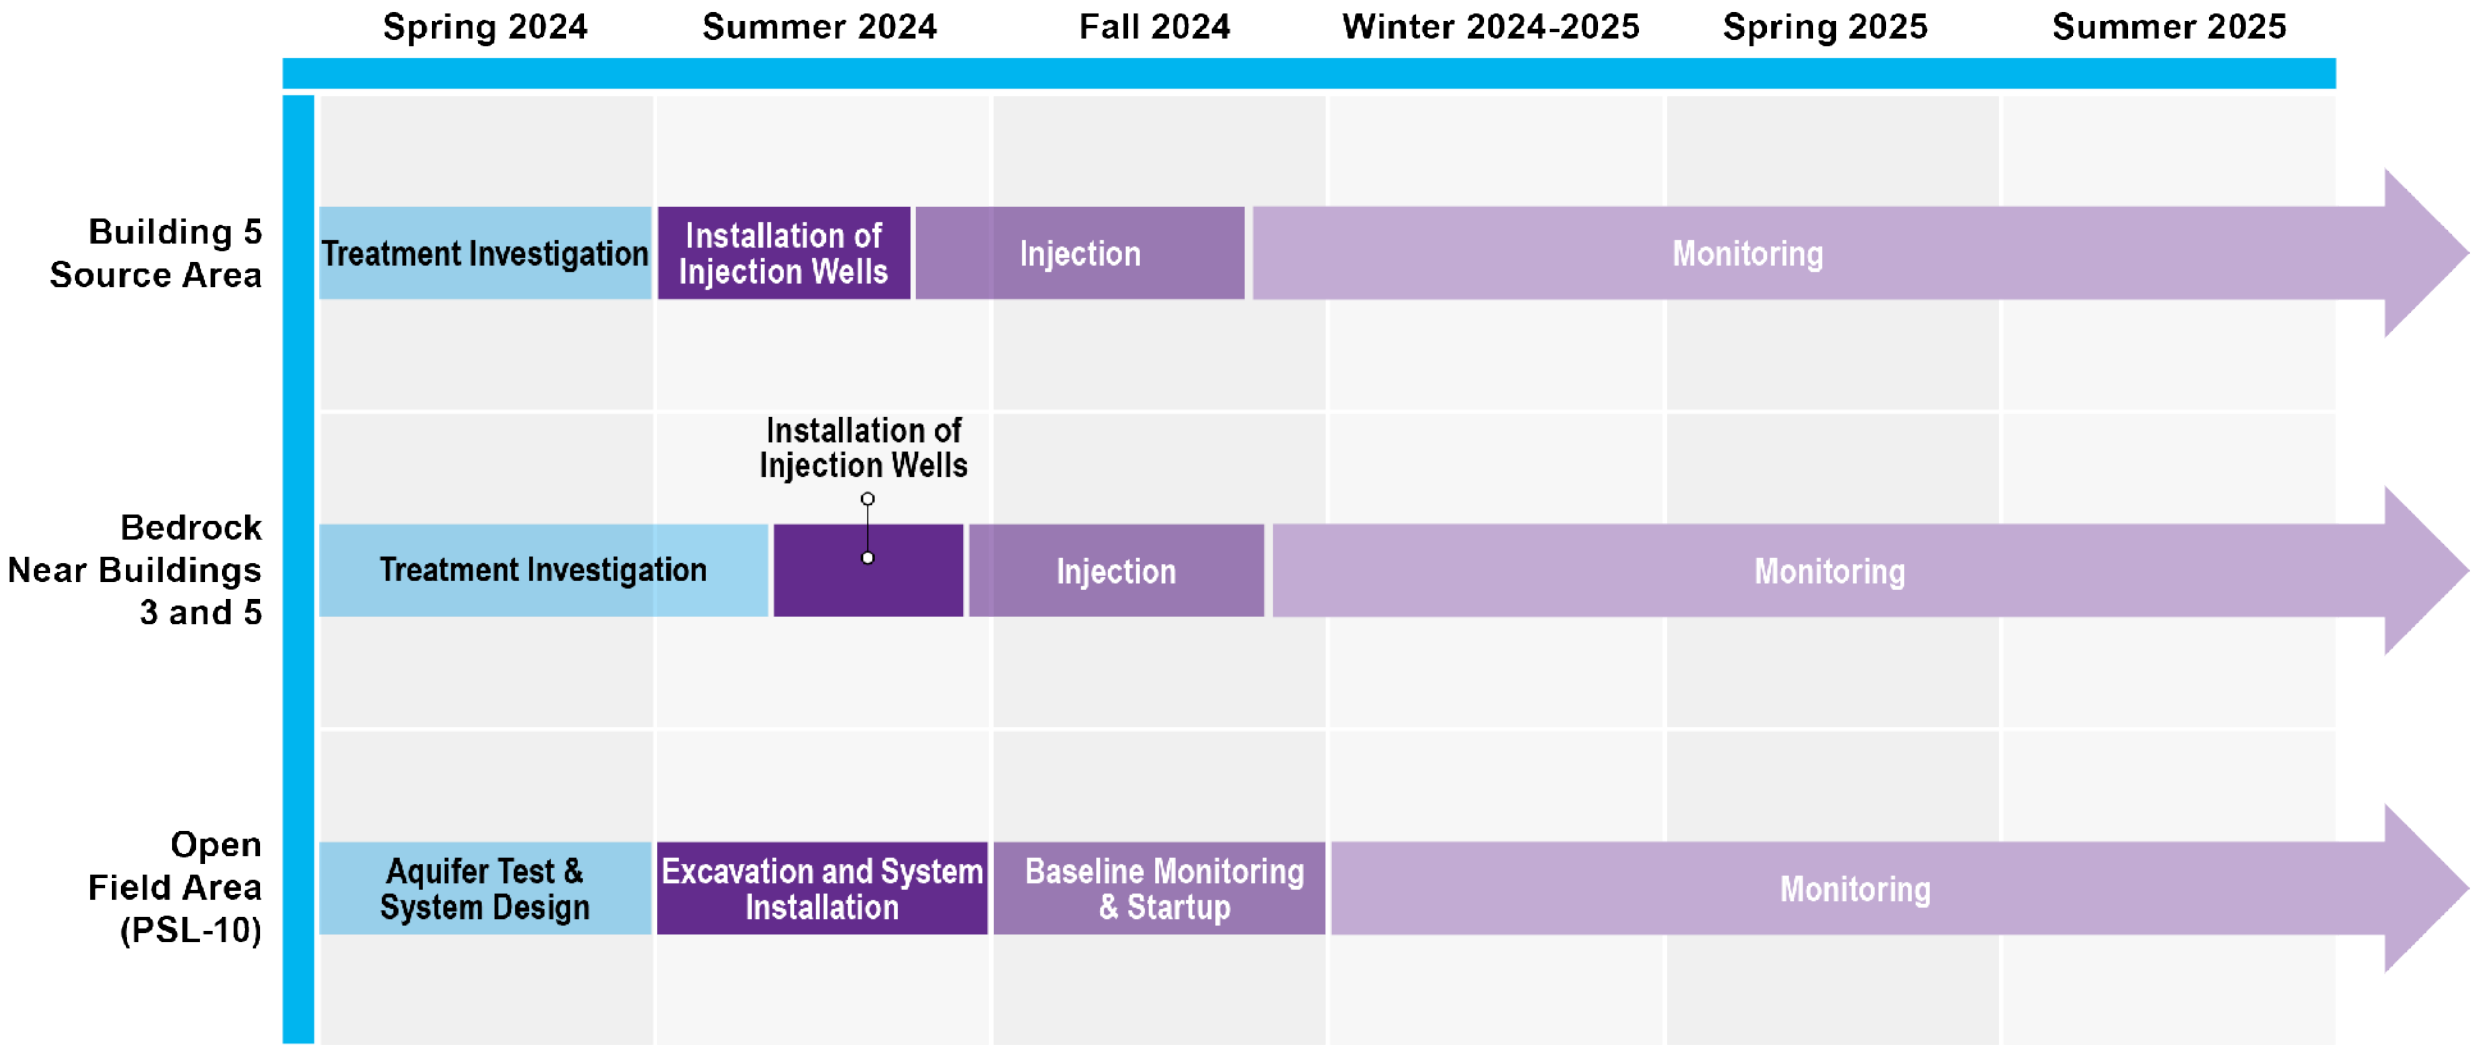 Spring 2024
Summer 2024
Fall 2024
Winter 2024-2025
Spring 2025
Summer 2025
Building 5
Source Area
Treatment Investigation
Installation of
Injection Wells
Injection
Monitoring
Bedrock
Near Buildings
3 and 5
Treatment Investigation
Installation of
Injection Wells
Injection
Monitoring
Open
Field Area
(PSL-10)
Aquifer Test &
System Design
Excavation and System
Installation
Baseline Monitoring
& Startup
Monitoring